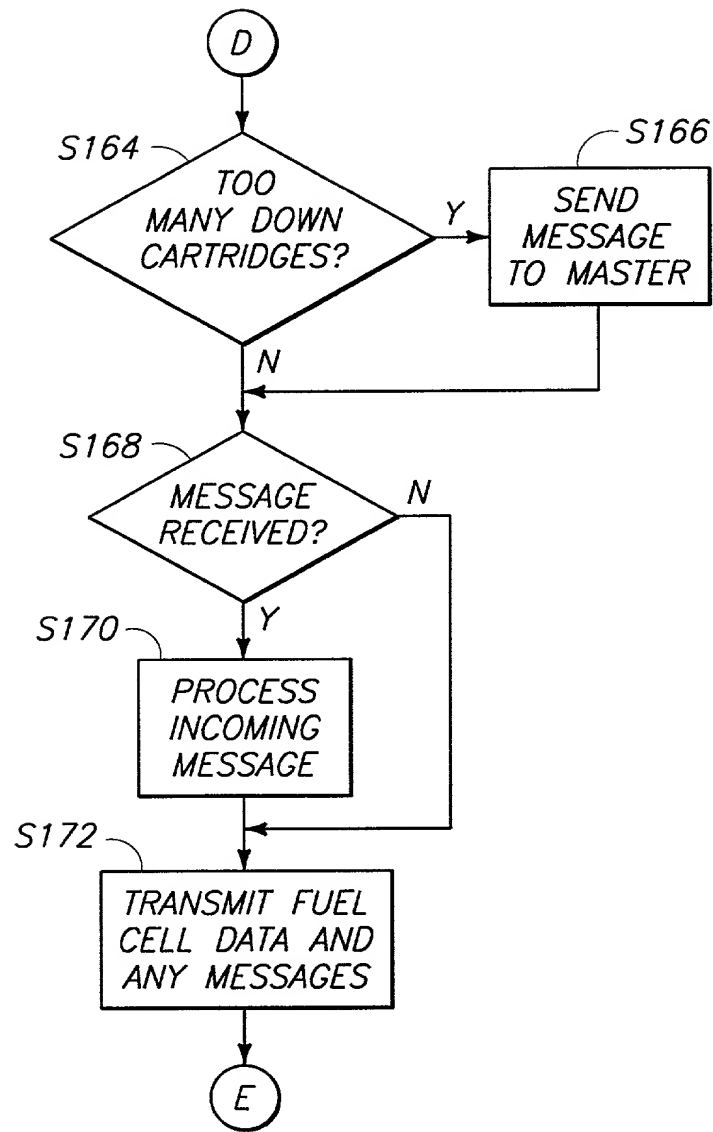 D
S164
TOO
MANY DOWN
CARTRIDGES?
Y
S166
SEND
MESSAGE
TO MASTER
N
S168
MESSAGE
RECEIVED?
N
Y
S170
PROCESS
INCOMING
MESSAGE
S172
TRANSMIT FUEL
CELL DATA AND
ANY MESSAGES
E